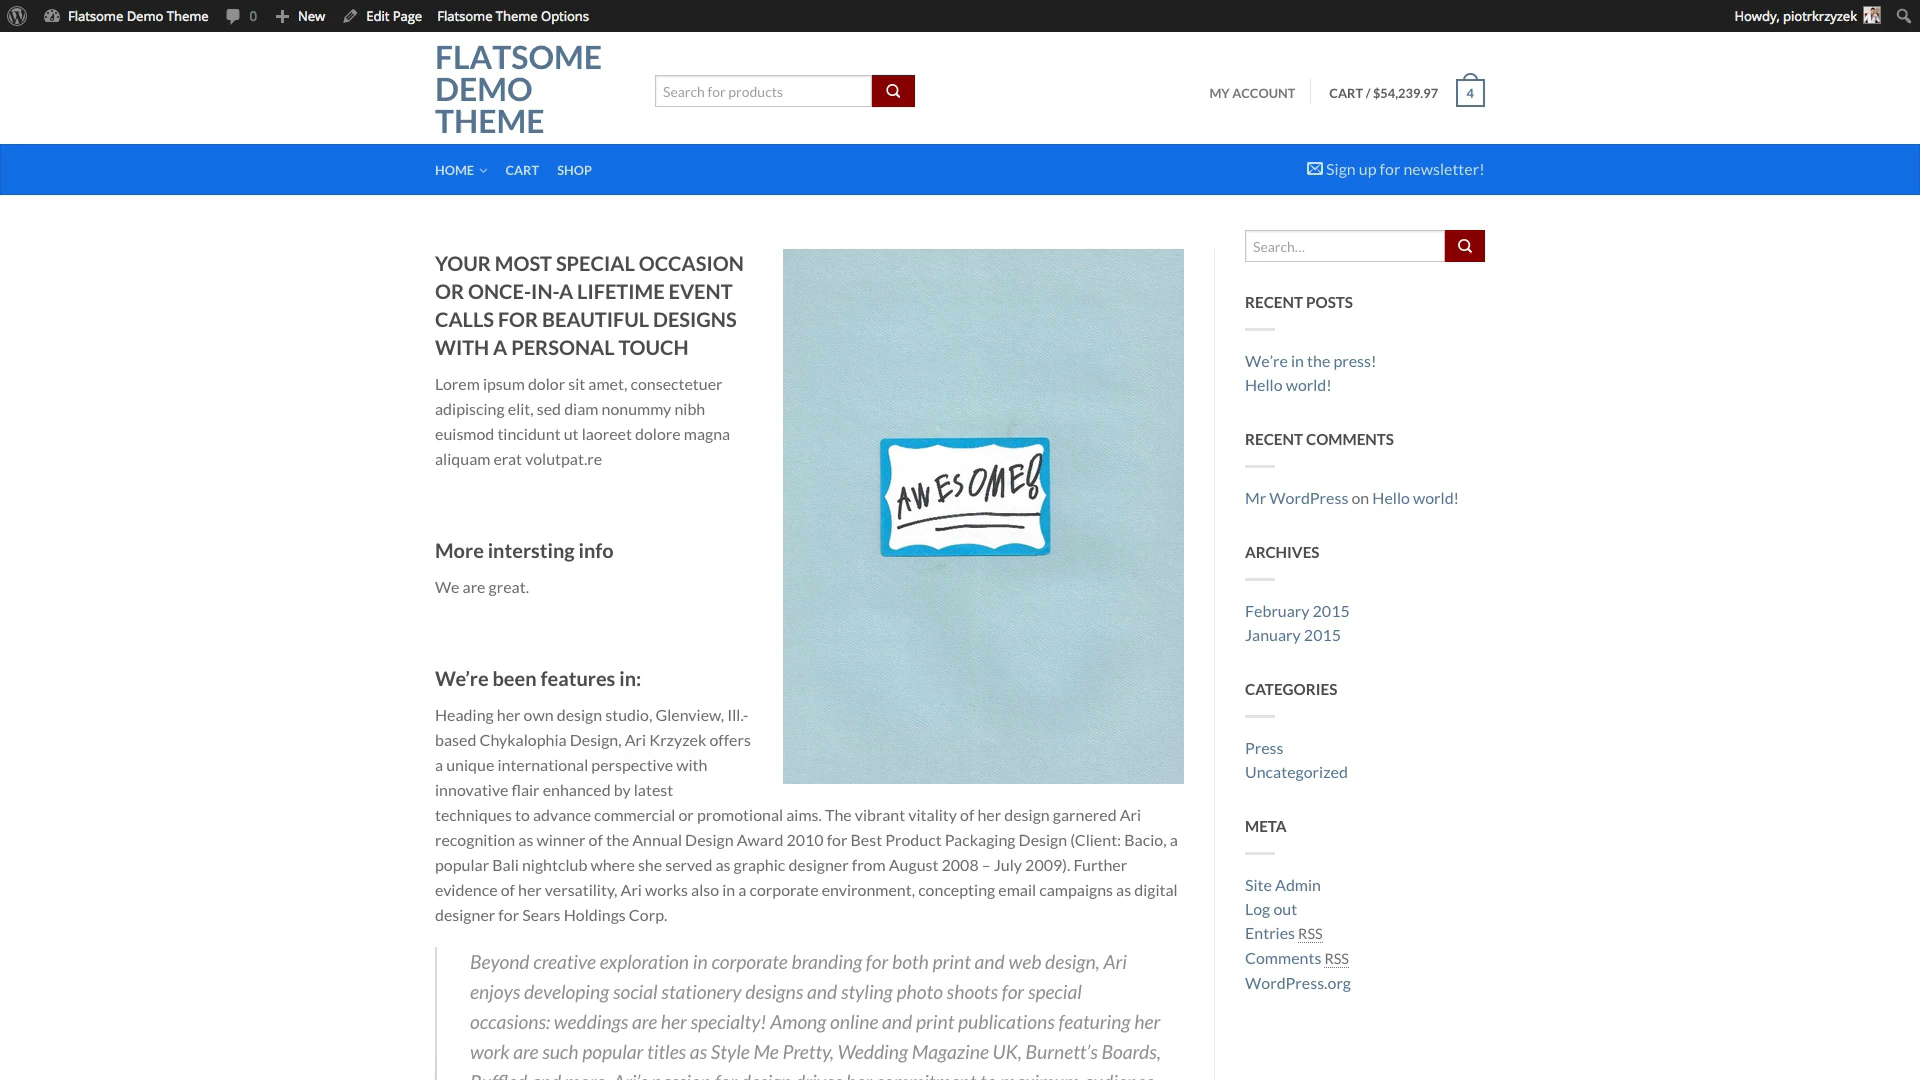 Flatsome Demo Theme 0 New Edit Page Flatsome Theme Options Howdy, piotrkrzyzek
FLATSOME
DEMO
THEME
Search for products
MY ACCOUNT CART / $54,239.97 4
HOME CART SHOP Sign up for newsletter!
YOUR MOST SPECIAL OCCASION
OR ONCE-IN-A LIFETIME EVENT
CALLS FOR BEAUTIFUL DESIGNS
WITH A PERSONAL TOUCH
Lorem ipsum dolor sit amet, consectetuer
adipiscing elit, sed diam nonummy nibh
euismod tincidunt ut laoreet dolore magna
aliquam erat volutpat.re
More intersting info
We are great.
We’re been features in:
Heading her own design studio, Glenview, Ill.-
based Chykalophia Design, Ari Krzyzek offers
a unique international perspective with
innovative flair enhanced by latest
techniques to advance commercial or promotional aims. The vibrant vitality of her design garnered Ari
recognition as winner of the Annual Design Award 2010 for Best Product Packaging Design (Client: Bacio, a
popular Bali nightclub where she served as graphic designer from August 2008 – July 2009). Further
evidence of her versatility, Ari works also in a corporate environment, concepting email campaigns as digital
designer for Sears Holdings Corp.
Beyond creative exploration in corporate branding for both print and web design, Ari
enjoys developing social stationery designs and styling photo shoots for special
occasions: weddings are her specialty! Among online and print publications featuring her
work are such popular titles as Style Me Pretty, Wedding Magazine UK, Burnett’s Boards,
Ruffled and more. Ari’s passion for design drives her commitment to maximum audience
AWESOME!
Search...
RECENT POSTS
We’re in the press!
Hello world!
RECENT COMMENTS
Mr WordPress on Hello world!
ARCHIVES
February 2015
January 2015
CATEGORIES
Press
Uncategorized
META
Site Admin
Log out
Entries RSS
Comments RSS
WordPress.org